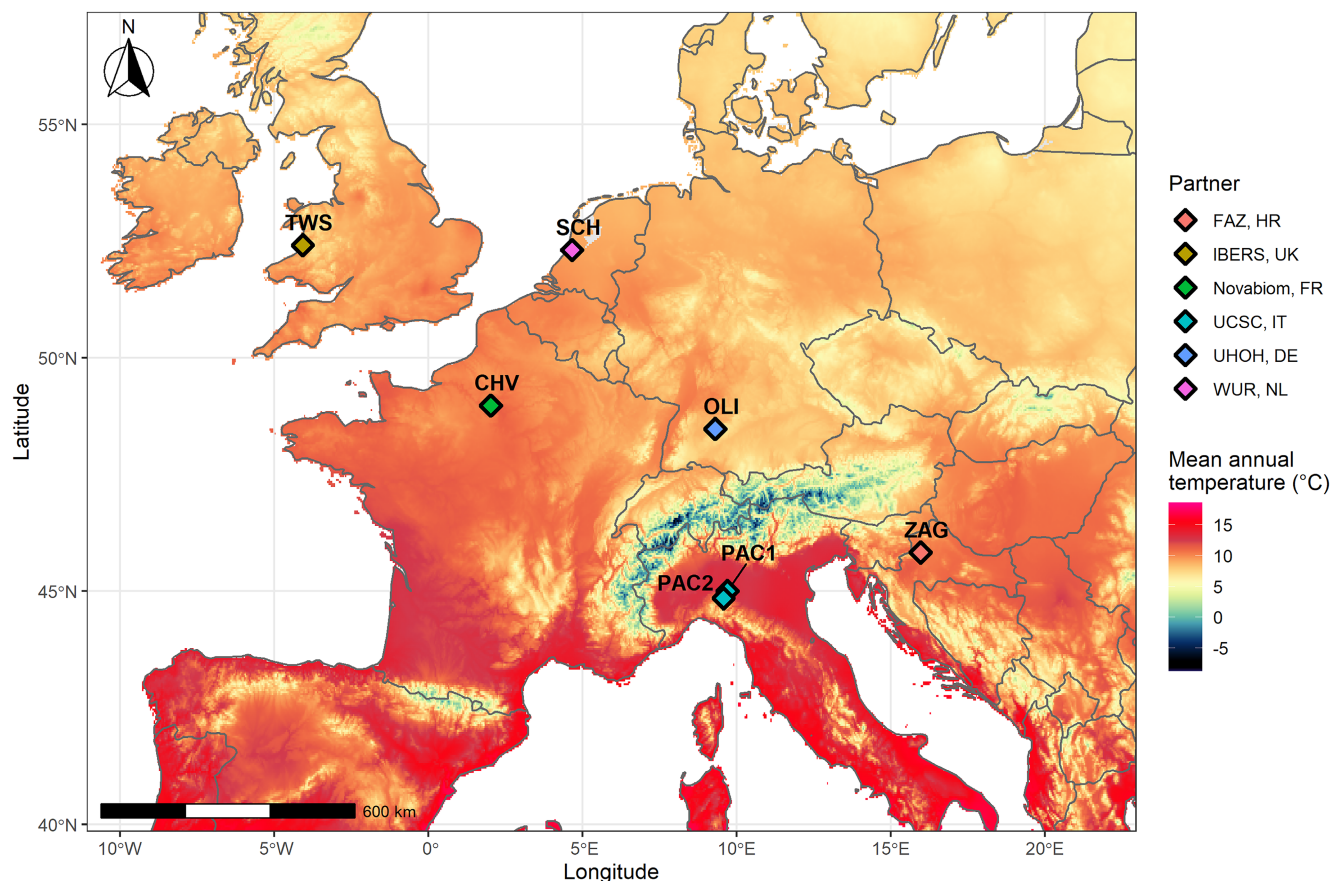 N
55°N
50°N
45°N
40°N
10°W
5°W
0°
5°E
10°E
15°E
20°E
Longitude
Latitude
TWS
SCH
CHV
OLI
ZAG
PAC1
PAC2
600 km
Partner
FAZ, HR
IBERS, UK
Novabiom, FR
UCSC, IT
UHOH, DE
WUR, NL
Mean annual
temperature (°C)
15
10
5
0
-5